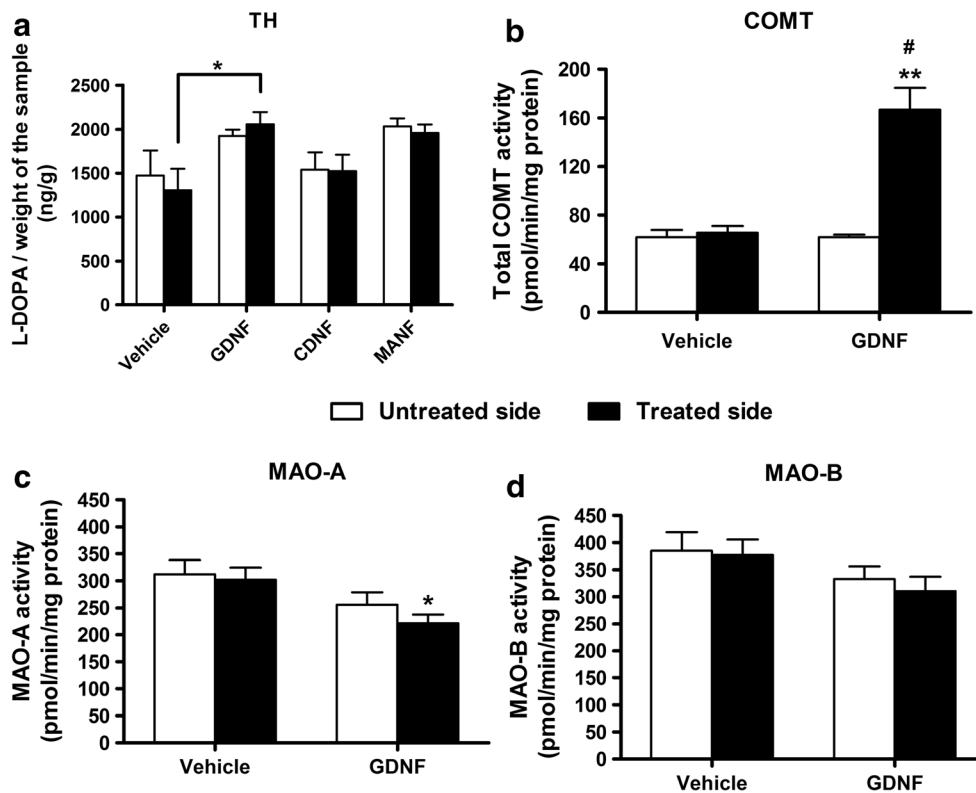 a
TH
L-DOPA / weight of the sample
(ng/g)
2500
2000
1500
1000
500
0
*
Vehicle
GDNF
CDNF
MANF
b
COMT
Total COMT activity
(pmol/min/mg protein)
200
160
120
80
40
0
#
**
Vehicle
GDNF
Untreated side
Treated side
c
MAO-A
MAO-A activity
(pmol/min/mg protein)
450
400
350
300
250
200
150
100
50
0
*
Vehicle
GDNF
d
MAO-B
MAO-B activity
(pmol/min/mg protein)
450
400
350
300
250
200
150
100
50
0
Vehicle
GDNF